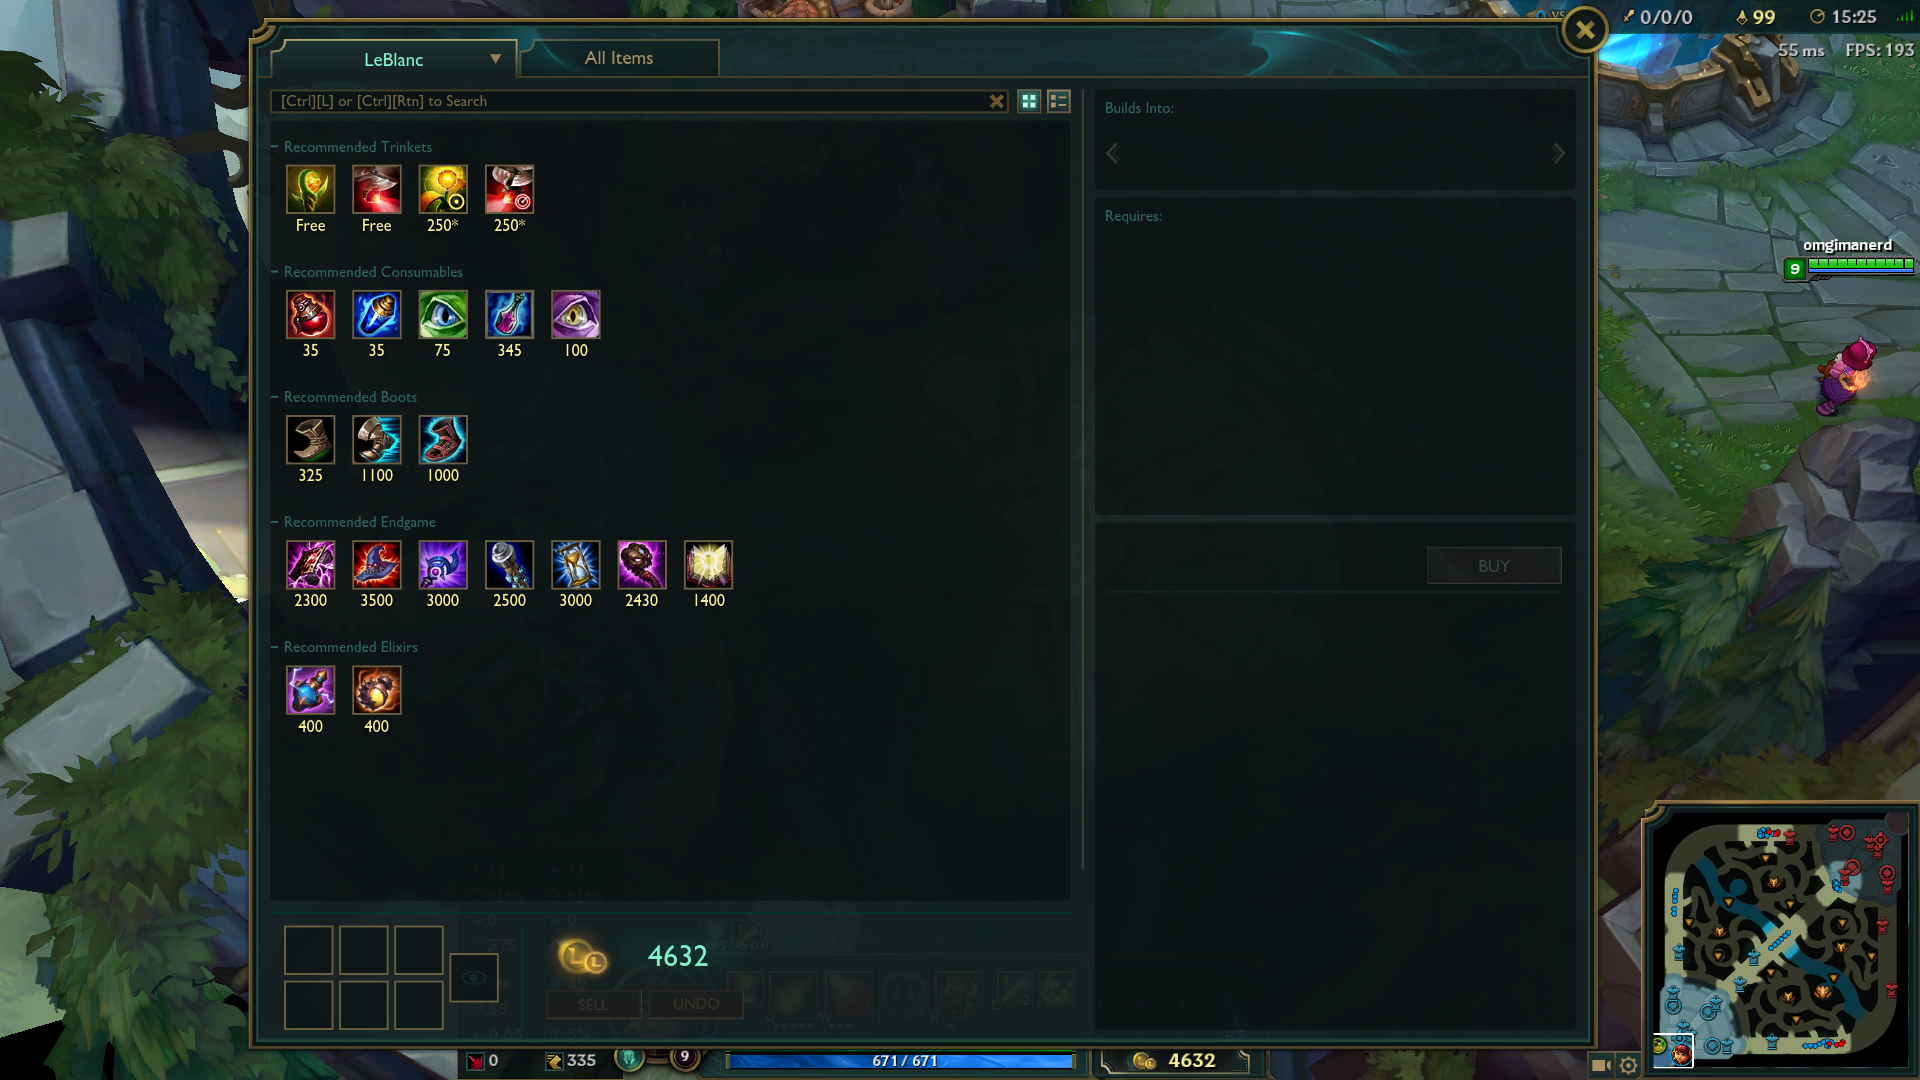 0/0/0
99
15:25
55 ms FPS: 193
LeBlanc
All Items
[Ctrl][L] or [Ctrl][Rtn] to Search
Recommended Trinkets
Free Free 250* 250*
Recommended Consumables
35 35 75 345 100
Recommended Boots
325 1100 1000
Recommended Endgame
2300 3500 3000 2500 3000 2430 1400
Recommended Elixirs
400 400
Builds Into:
Requires:
BUY
omgimanerd
9
4632
SELL UNDO
0 335 9 671 / 671 4632